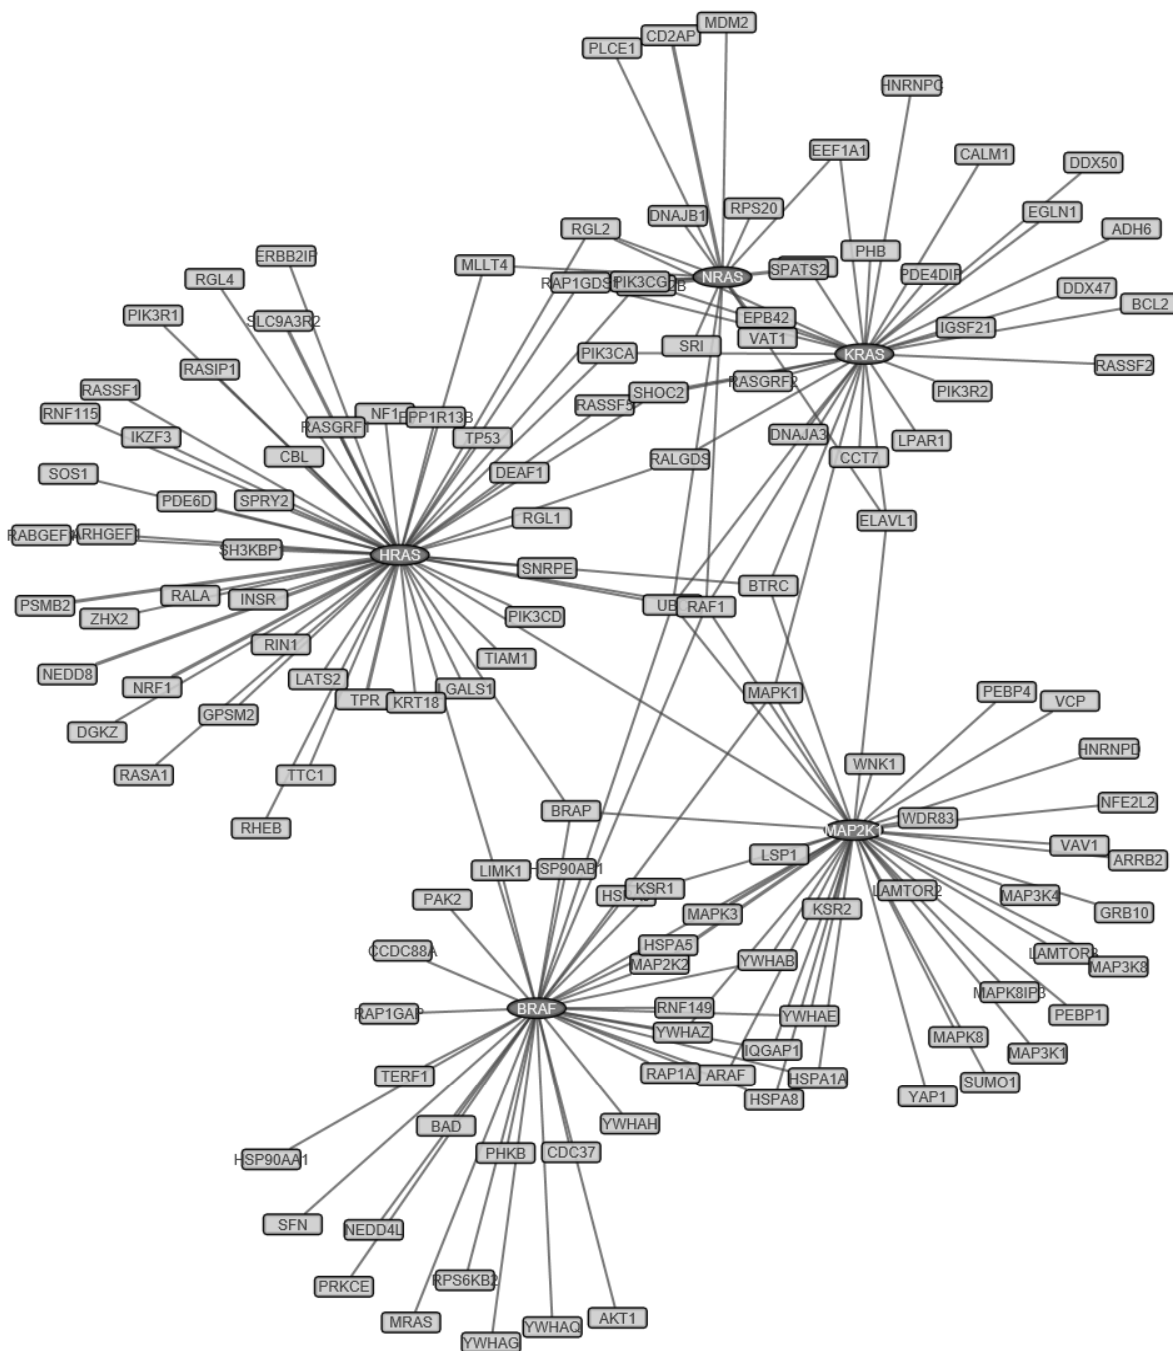 MDM2
CD2AP
PLCE1
HNRNPC
EEF1A1
CALM1
DDX50
RPS20
DNAJB1
EGLN1
RGL2
ADH6
PHB
ERBB2IP
MLLT4
SPATS2
PDE4DIP
NRAS
RGL4
RAP1GDS1
PIK3CG
DDX47
BCL2
PIK3R1
SLC9A3R2
EPB42
IGSF21
VAT1
SRI
PIK3CA
KRAS
RASSF2
RASIP1
RASGRF2
SHOC2
PIK3R2
RASSF1
RASSF5
RNF115
NF1
PPP1R13B
IKZF3
RASGRF1
TP53
DNAJA3
LPAR1
CBL
CCT7
RALGDS
SOS1
DEAF1
PDE6D
SPRY2
RGL1
ELAVL1
RABGEF1
ARHGEF1
SH3KBP1
HRAS
SNRPE
BTRC
PSMB2
ZHX2
RALA
INSR
RAF1
PIK3CD
RIN1
TIAM1
NEDD8
NRF1
LATS2
LGALS1
MAPK1
PEBP4
VCP
TPR
KRT18
GPSM2
DGKZ
HNRNPD
RASA1
TTC1
WNK1
NFE2L2
BRAP
RHEB
WDR83
MAP2K1
VAV1
ARRB2
LSP1
LIMK1
HSP90AB1
KSR1
LAMTOR2
MAP3K4
PAK2
MAPK3
KSR2
GRB10
HSPA5
CCDC88A
MAP2K2
YWHAB
LAMTOR3
MAP3K8
MAPK8IP3
RAP1GAP
BRAF
RNF149
YWHAE
PEBP1
YWHAZ
MAPK8
IQGAP1
MAP3K1
TERF1
RAP1A
ARAF
HSPA1A
SUMO1
HSPA8
YAP1
BAD
YWHAH
HSP90AA1
PHKB
CDC37
SFN
NEDD4L
PRKCE
RPS6KB2
MRAS
AKT1
YWHAQ
YWHAG